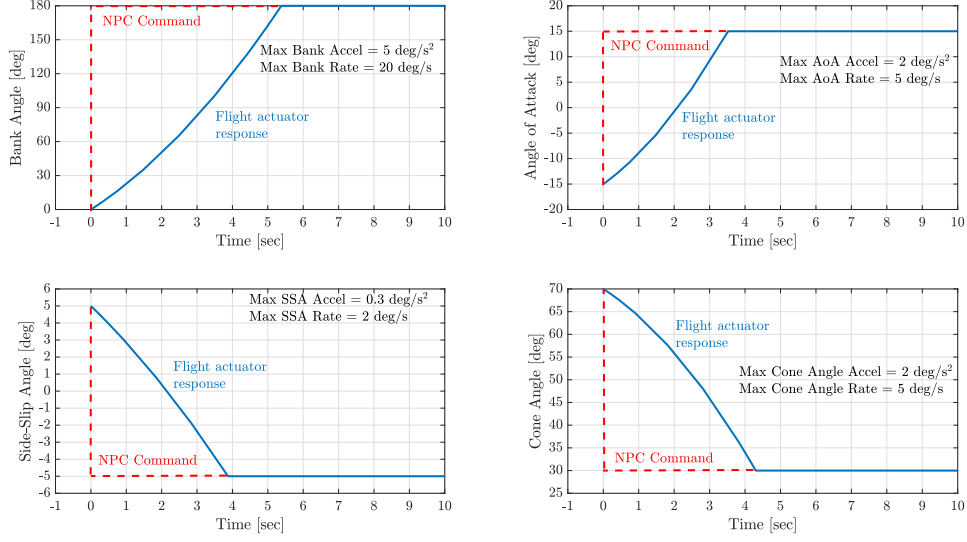 180
150
120
90
60
30
0
Bank Angle [deg]
NPC Command
Max Bank Accel = 5 deg/s²
Max Bank Rate = 20 deg/s
Flight actuator
response
-1 0 1 2 3 4 5 6 7 8 9 10
Time [sec]
20
15
10
5
0
-5
-10
-15
-20
Angle of Attack [deg]
NPC Command
Max AoA Accel = 2 deg/s²
Max AoA Rate = 5 deg/s
Flight actuator
response
-1 0 1 2 3 4 5 6 7 8 9 10
Time [sec]
6
5
4
3
2
1
0
-1
-2
-3
-4
-5
-6
Side-Slip Angle [deg]
Max SSA Accel = 0.3 deg/s²
Max SSA Rate = 2 deg/s
Flight actuator
response
NPC Command
-1 0 1 2 3 4 5 6 7 8 9 10
Time [sec]
70
65
60
55
50
45
40
35
30
25
Cone Angle [deg]
Flight actuator
response
Max Cone Angle Accel = 2 deg/s²
Max Cone Angle Rate = 5 deg/s
NPC Command
-1 0 1 2 3 4 5 6 7 8 9 10
Time [sec]